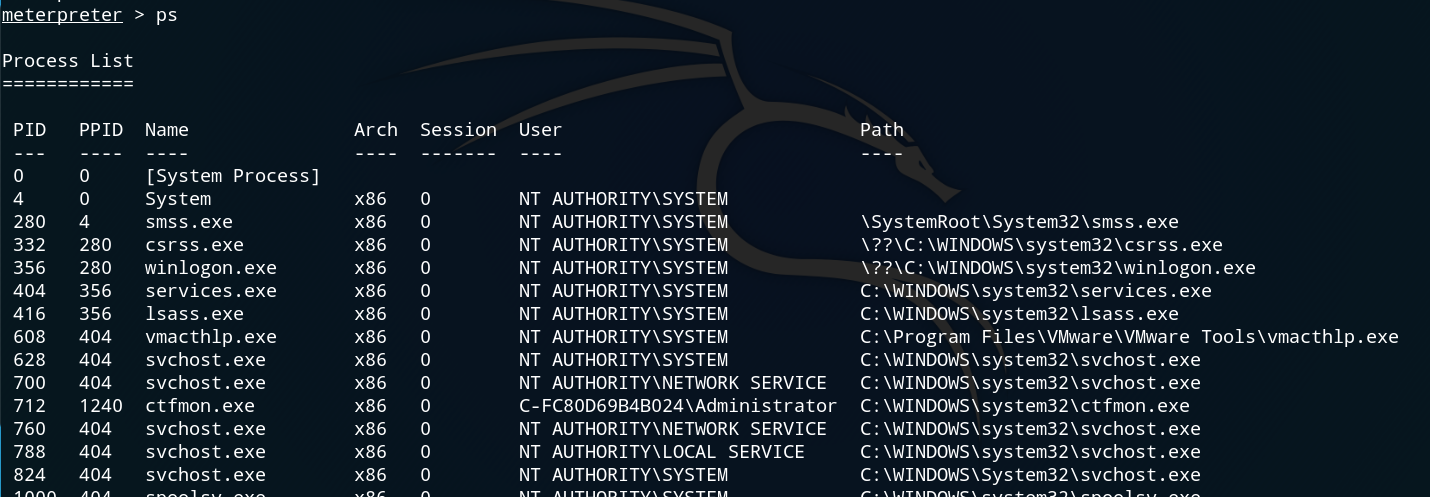 meterpreter > ps
Process List
============
PID PPID Name Arch Session User Path
--- ---- ---- ---- ------- ---- ----
0 0 [System Process]
4 0 System x86 0 NT AUTHORITY\SYSTEM
280 4 smss.exe x86 0 NT AUTHORITY\SYSTEM \SystemRoot\System32\smss.exe
332 280 csrss.exe x86 0 NT AUTHORITY\SYSTEM \??\C:\WINDOWS\system32\csrss.exe
356 280 winlogon.exe x86 0 NT AUTHORITY\SYSTEM \??\C:\WINDOWS\system32\winlogon.exe
404 356 services.exe x86 0 NT AUTHORITY\SYSTEM C:\WINDOWS\system32\services.exe
416 356 lsass.exe x86 0 NT AUTHORITY\SYSTEM C:\WINDOWS\system32\lsass.exe
608 404 vmacthlp.exe x86 0 NT AUTHORITY\SYSTEM C:\Program Files\VMware\VMware Tools\vmacthlp.exe
628 404 svchost.exe x86 0 NT AUTHORITY\SYSTEM C:\WINDOWS\system32\svchost.exe
700 404 svchost.exe x86 0 NT AUTHORITY\NETWORK SERVICE C:\WINDOWS\system32\svchost.exe
712 1240 ctfmon.exe x86 0 C-FC80D69B4B024\Administrator C:\WINDOWS\system32\ctfmon.exe
760 404 svchost.exe x86 0 NT AUTHORITY\NETWORK SERVICE C:\WINDOWS\system32\svchost.exe
788 404 svchost.exe x86 0 NT AUTHORITY\LOCAL SERVICE C:\WINDOWS\system32\svchost.exe
824 404 svchost.exe x86 0 NT AUTHORITY\SYSTEM C:\WINDOWS\System32\svchost.exe
1000 404 spoolsv.exe x86 0 NT AUTHORITY\SYSTEM C:\WINDOWS\system32\spoolsv.exe